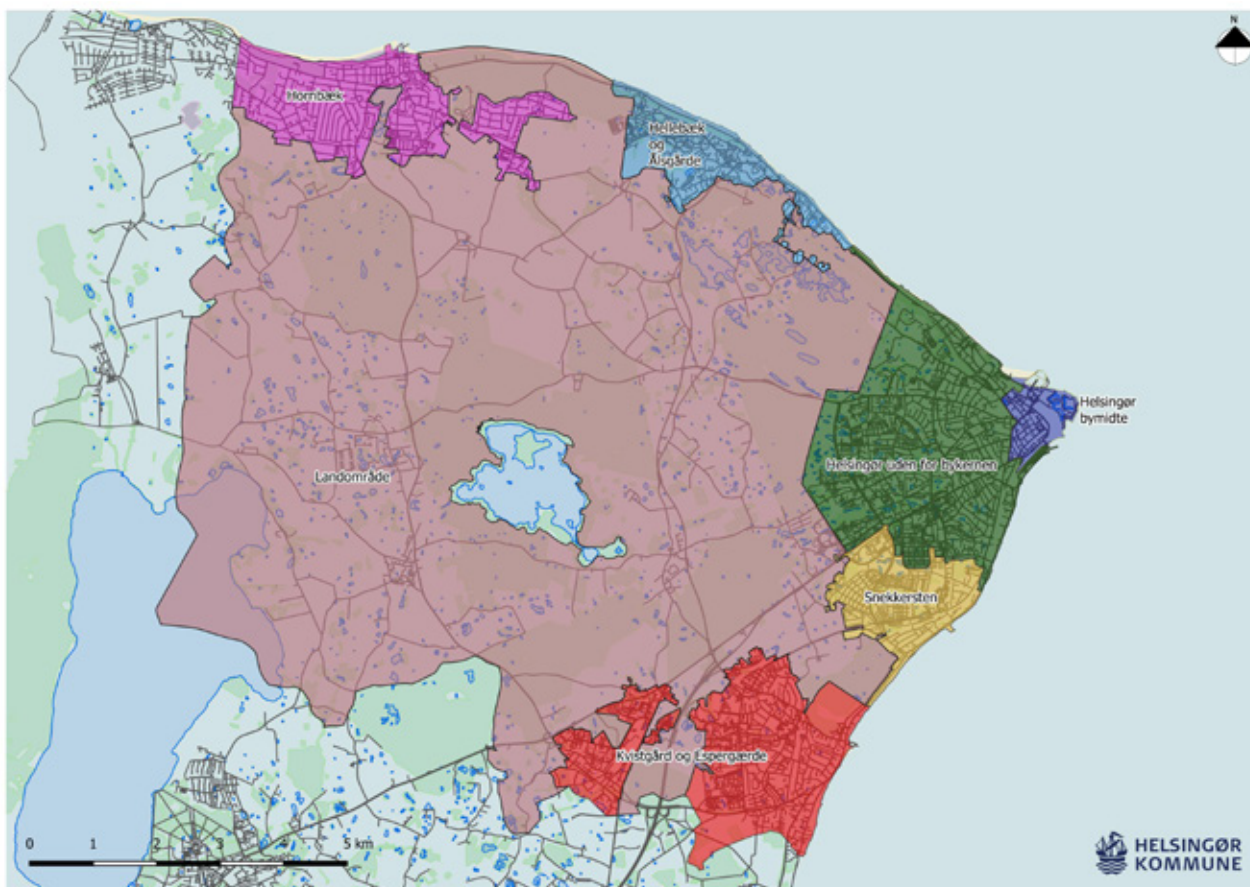 N
Hornbæk
Hellebæk
og
Ålsgårde
Helsingør
bymidte
Helsingør uden for bykernen
Landområde
Snekkersten
Kvistgård og Espergærde
0 1 2 3 4 5 km
HELSINGØR
KOMMUNE